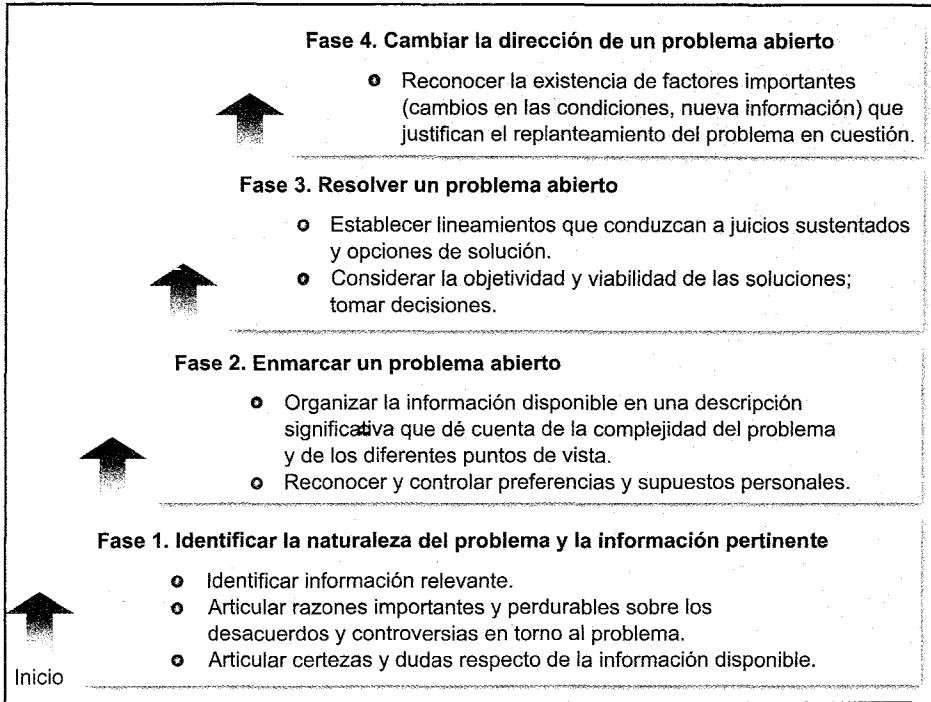 Fase 4. Cambiar la dirección de un problema abierto
Reconocer la existencia de factores importantes
(cambios en las condiciones, nueva información) que
justifican el replanteamiento del problema en cuestión.
Fase 3. Resolver un problema abierto
Establecer lineamientos que conduzcan a juicios sustentados
y opciones de solución.
Considerar la objetividad y viabilidad de las soluciones;
tomar decisiones.
Fase 2. Enmarcar un problema abierto
Organizar la información disponible en una descripción
significativa que dé cuenta de la complejidad del problema
y de los diferentes puntos de vista.
Reconocer y controlar preferencias y supuestos personales.
Fase 1. Identificar la naturaleza del problema y la información pertinente
Identificar información relevante.
Articular razones importantes y perdurables sobre los
desacuerdos y controversias en torno al problema.
Articular certezas y dudas respecto de la información disponible.
Inicio